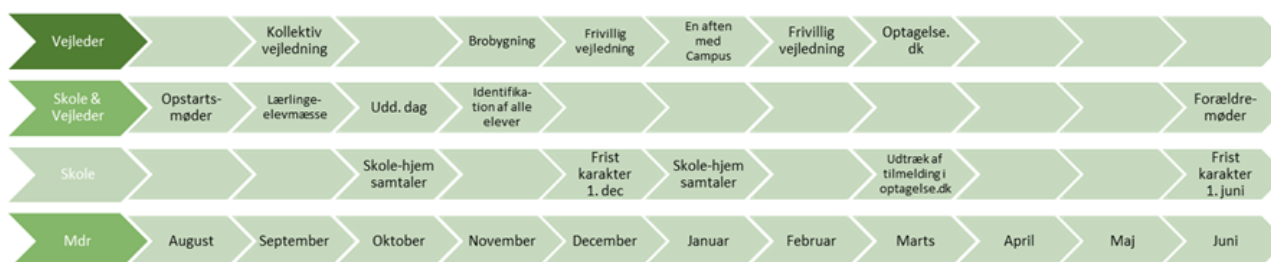 Vejleder
Kollektiv
vejledning
Brobygning
Frivillig
vejledning
En aften
med
Campus
Frivillig
vejledning
Optagelse.
dk
Skole &
Vejleder
Opstarts-
møder
Lærlinge-
elevmæsse
Udd. dag
Identifika-
tion af alle
elever
Forældre-
møder
Skole
Skole-hjem
samtaler
Frist
karakter
1. dec
Skole-hjem
samtaler
Udtræk af
tilmelding i
optagelse.dk
Frist
karakter
1. juni
Mdr
August
September
Oktober
November
December
Januar
Februar
Marts
April
Maj
Juni